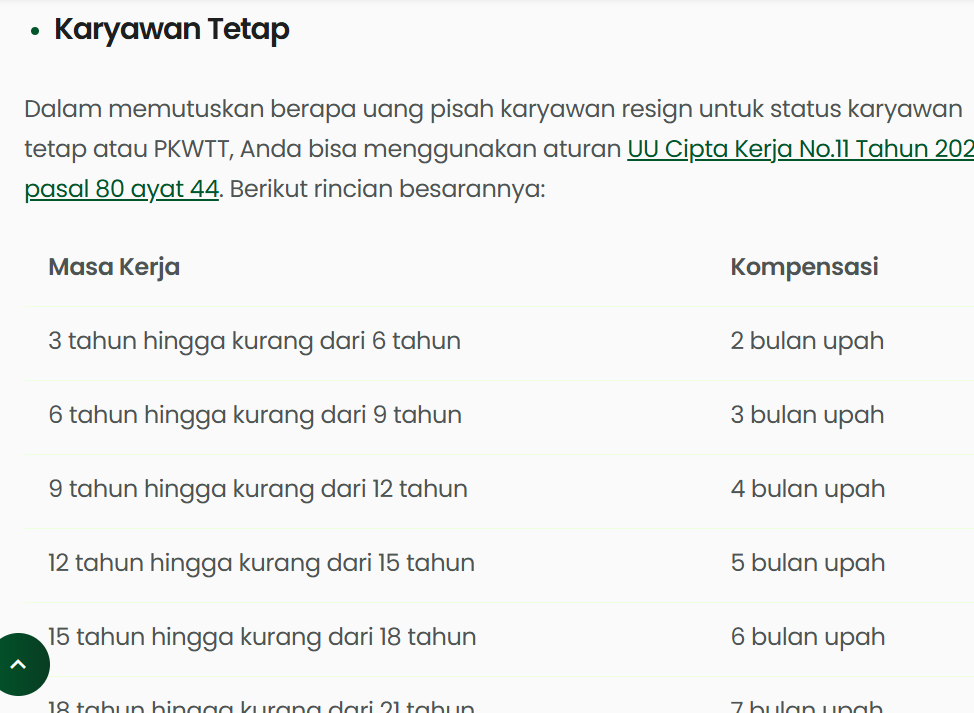 Karyawan Tetap
Dalam memutuskan berapa uang pisah karyawan resign untuk status karyawan
tetap atau PKWTT, Anda bisa menggunakan aturan UU Cipta Kerja No.11 Tahun 202
pasal 80 ayat 44. Berikut rincian besarannya:
Masa Kerja Kompensasi
3 tahun hingga kurang dari 6 tahun 2 bulan upah
6 tahun hingga kurang dari 9 tahun 3 bulan upah
9 tahun hingga kurang dari 12 tahun 4 bulan upah
12 tahun hingga kurang dari 15 tahun 5 bulan upah
15 tahun hingga kurang dari 18 tahun 6 bulan upah
18 tahun hingga kurang dari 21 tahun 7 bulan upah